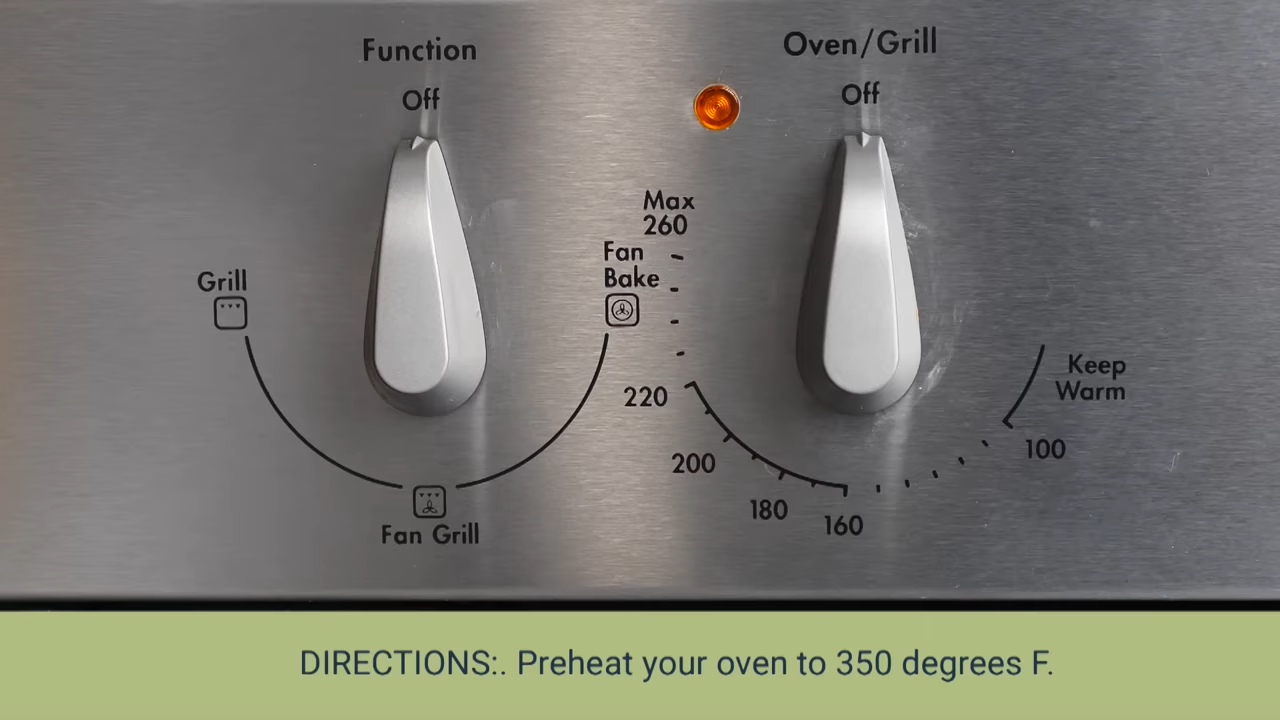 Function
Off
Grill
Fan Grill
Fan
Bake
Oven/Grill
Off
Max
260
220
200
180
160
100
Keep
Warm
DIRECTIONS:. Preheat your oven to 350 degrees F.